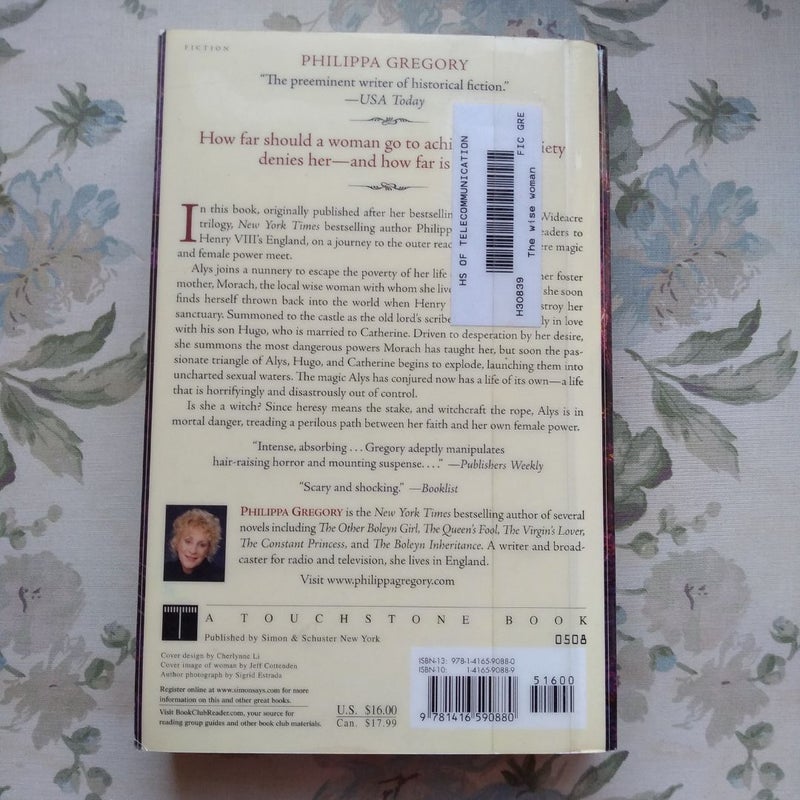 FICTION
PHILIPPA GREGORY
“The preeminent writer of historical fiction.”
—USA Today
How far should a woman go to achi iety
denies her—and how far is
In this book, originally published after her bestsellin Wideacre
trilogy, New York Times bestselling author Philipp eaders to
Henry VIII's England, on a journey to the outer rea re magic
and female power meet.
Alys joins a nunnery to escape the poverty of her life her foster
mother, Morach, the local wise woman with whom she live she soon
finds herself thrown back into the world when Henry stroy her
sanctuary. Summoned to the castle as the old lord's scribe ly in love
with his son Hugo, who is married to Catherine. Driven to desperation by her desire,
she summons the most dangerous powers Morach has taught her, but soon the pas-
sionate triangle of Alys, Hugo, and Catherine begins to explode, launching them into
uncharted sexual waters. The magic Alys has conjured now has a life of its own—a life
that is horrifyingly and disastrously out of control.
Is she a witch? Since heresy means the stake, and witchcraft the rope, Alys is in
mortal danger, treading a perilous path between her faith and her own female power.
“Intense, absorbing . . . Gregory adeptly manipulates
hair-raising horror and mounting suspense. . . .” —Publishers Weekly
“Scary and shocking.” —Booklist
PHILIPPA GREGORY is the New York Times bestselling author of several
novels including The Other Boleyn Girl, The Queen's Fool, The Virgin's Lover,
The Constant Princess, and The Boleyn Inheritance. A writer and broad-
caster for radio and television, she lives in England.
Visit www.philippagregory.com
A TOUCHSTONE BOOK
Published by Simon & Schuster New York
0508
Cover design by Cherlynne Li
Cover image of woman by Jeff Cottenden
Author photograph by Sigrid Estrada
Register online at www.simonsays.com for more
information on this and other great books.
Visit BookClubReader.com, your source for
reading group guides and other book club materials.
U.S. $16.00
Can. $17.99
ISBN-13: 978-1-4165-9088-0
ISBN-10: 1-4165-9088-9
51600
9 781416 590880
HS OF TELECOMMUNICATION
H30839
The wise woman
FIC GRE